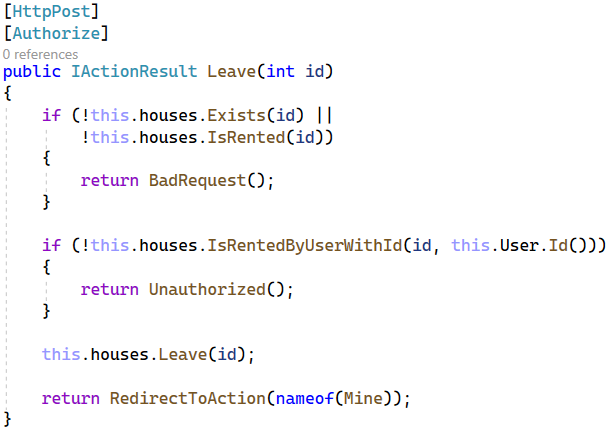 [HttpPost]
[Authorize]
0 references
public IActionResult Leave(int id)
{
    if (!this.houses.Exists(id) ||
        !this.houses.IsRented(id))
    {
        return BadRequest();
    }

    if (!this.houses.IsRentedByUserWithId(id, this.User.Id()))
    {
        return Unauthorized();
    }

    this.houses.Leave(id);

    return RedirectToAction(nameof(Mine));
}